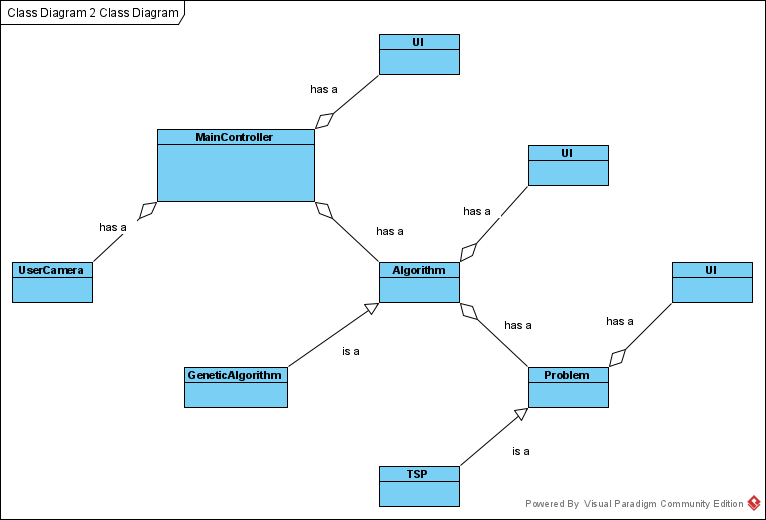 Class Diagram 2 Class Diagram
UI
has a
MainController
UI
has a
has a
has a
UserCamera
Algorithm
UI
has a
has a
is a
GeneticAlgorithm
Problem
is a
TSP
Powered By Visual Paradigm Community Edition